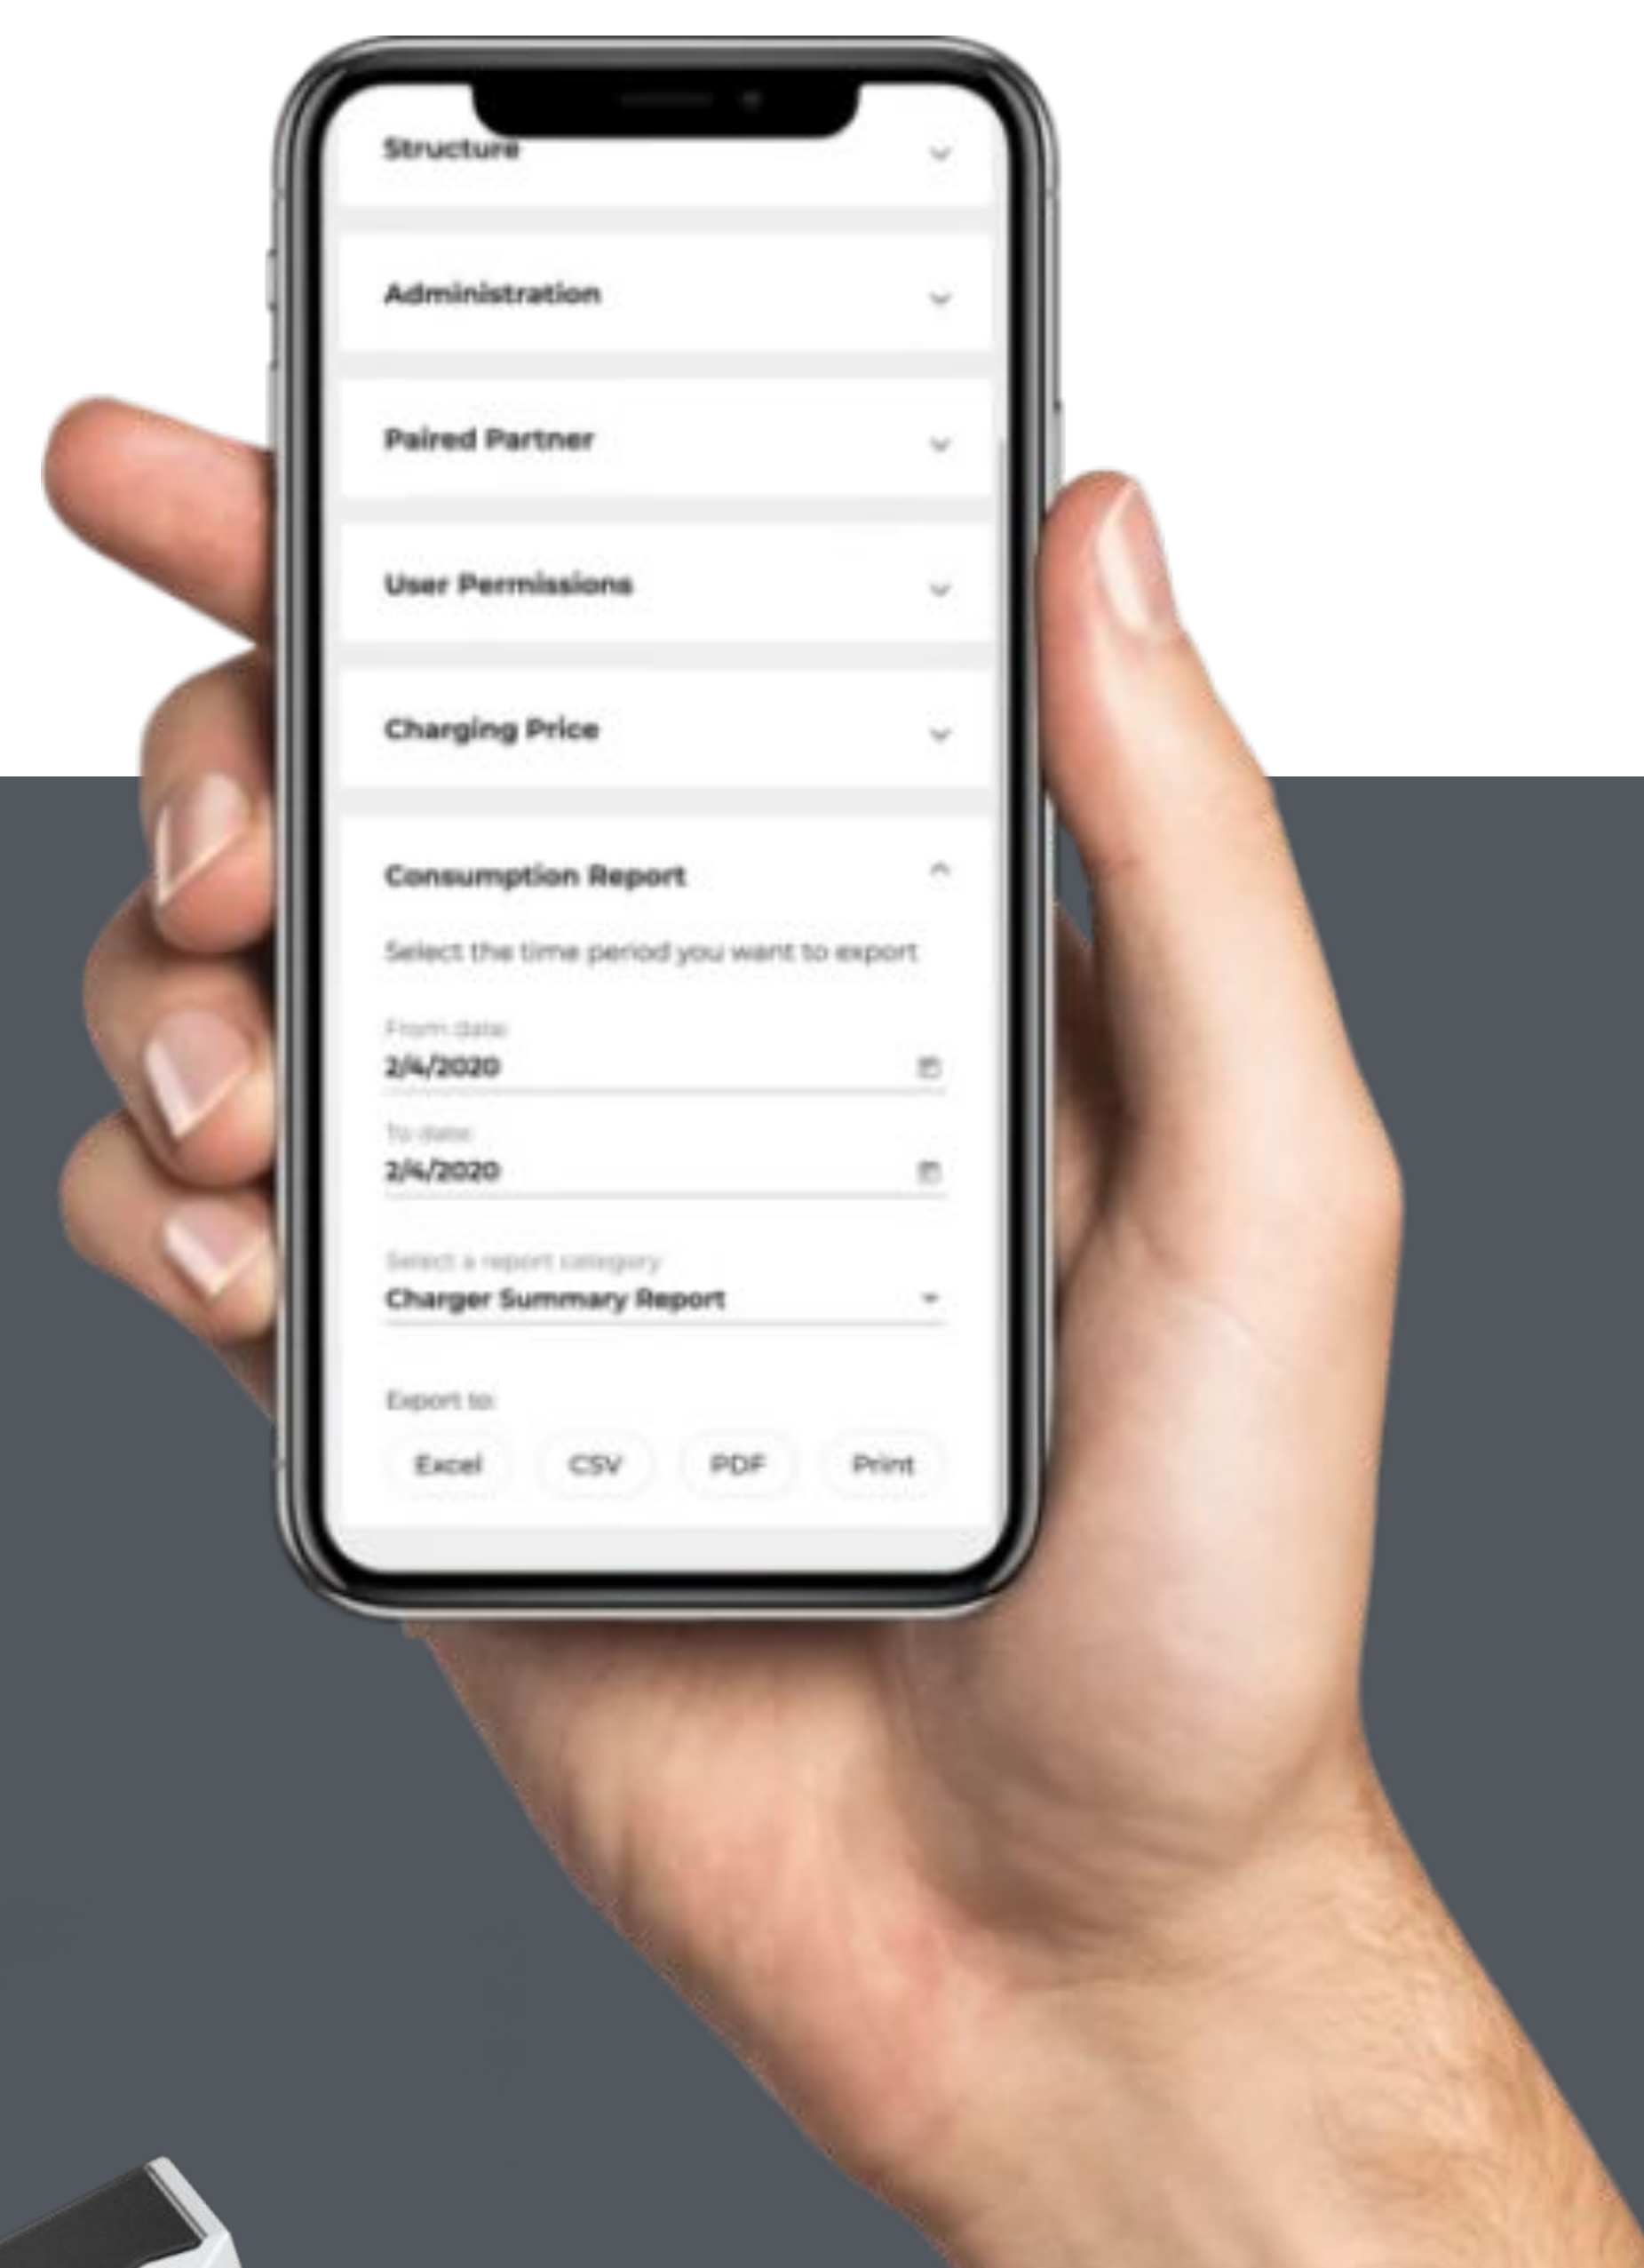 Structure
Administration
Paired Partner
User Permissions
Charging Price
Consumption Report
Select the time period you want to export
From date:
2/4/2020
To date:
2/4/2020
Select a report category
Charger Summary Report
Export to:
Excel CSV PDF Print